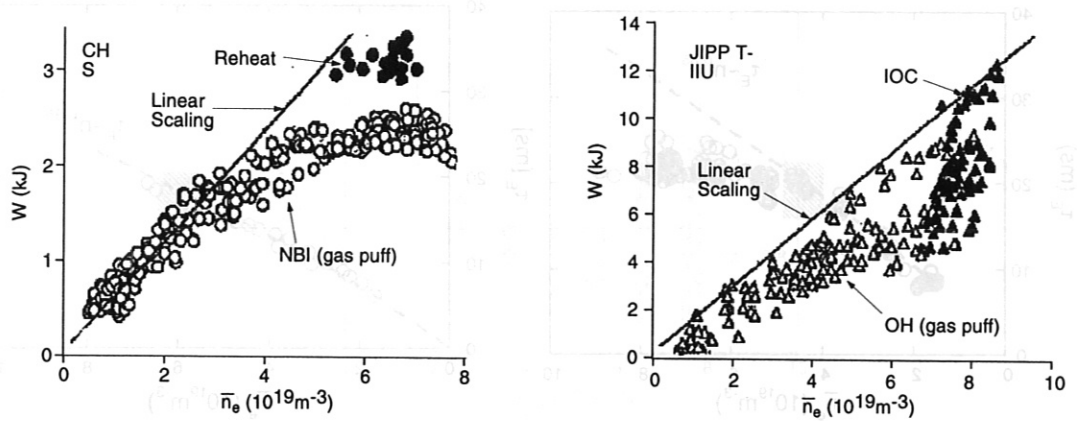 CH
S
3
2
1
0
W (kJ)
Reheat
Linear
Scaling
NBI (gas puff)
0 2 4 6 8
n̅e (10^19m-3)
14
12
10
8
6
4
2
0
W (kJ)
JIPP T-
IIU
IOC
Linear
Scaling
OH (gas puff)
0 2 4 6 8 10
n̅e (10^19m-3)